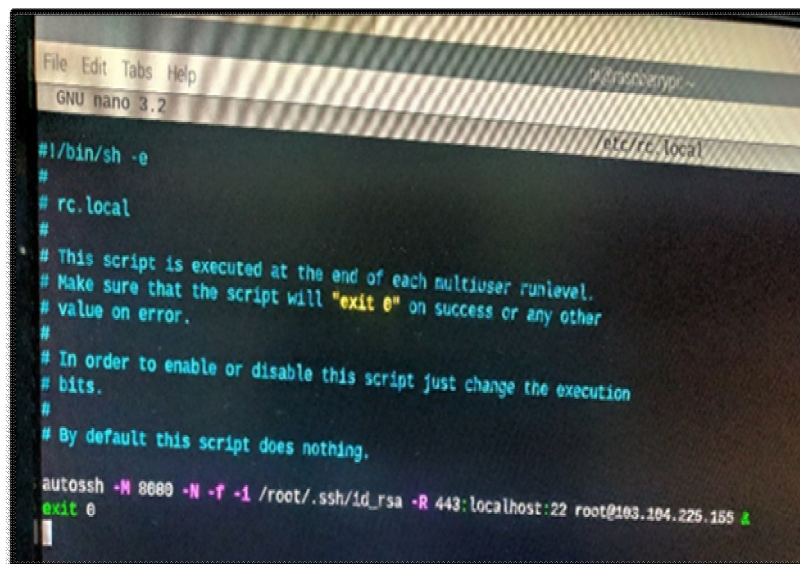 File Edit Tabs Help
pi@raspberrypi: ~
GNU nano 3.2
/etc/rc.local
#!/bin/sh -e
#
# rc.local
#
# This script is executed at the end of each multiuser runlevel.
# Make sure that the script will "exit 0" on success or any other
# value on error.
#
# In order to enable or disable this script just change the execution
# bits.
#
# By default this script does nothing.
autossh -M 8080 -N -f -i /root/.ssh/id_rsa -R 443:localhost:22 root@103.104.225.155 &
exit 0